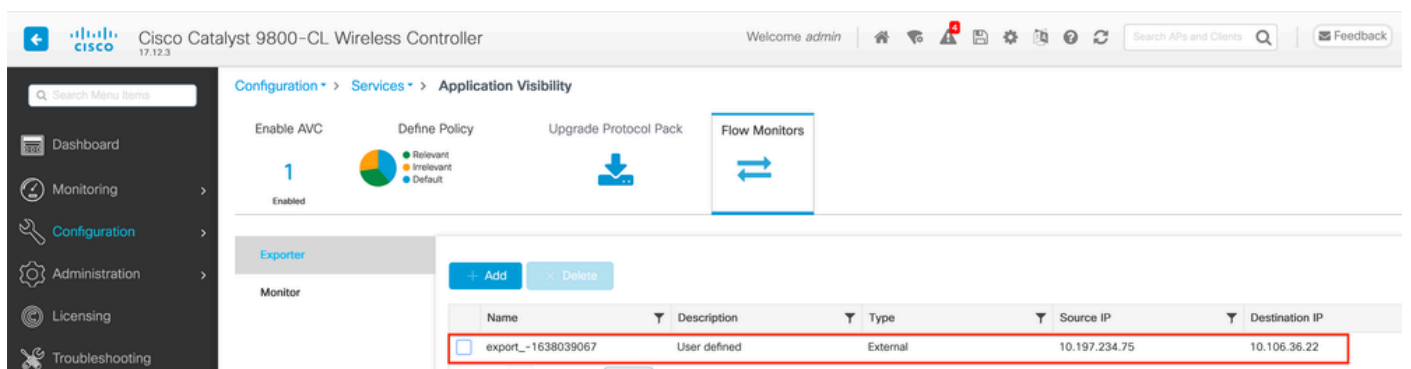 cisco
Cisco Catalyst 9800-CL Wireless Controller
17.12.3
Welcome admin
4
Search APs and Clients
Feedback
Search Menu Items
Dashboard
Monitoring
Configuration
Administration
Licensing
Troubleshooting
Configuration > Services > Application Visibility
Enable AVC
1
Enabled
Define Policy
Relevant
Irrelevant
Default
Upgrade Protocol Pack
Flow Monitors
Exporter
Monitor
+ Add
× Delete
Name Description Type Source IP Destination IP
export_-1638039067 User defined External 10.197.234.75 10.106.36.22